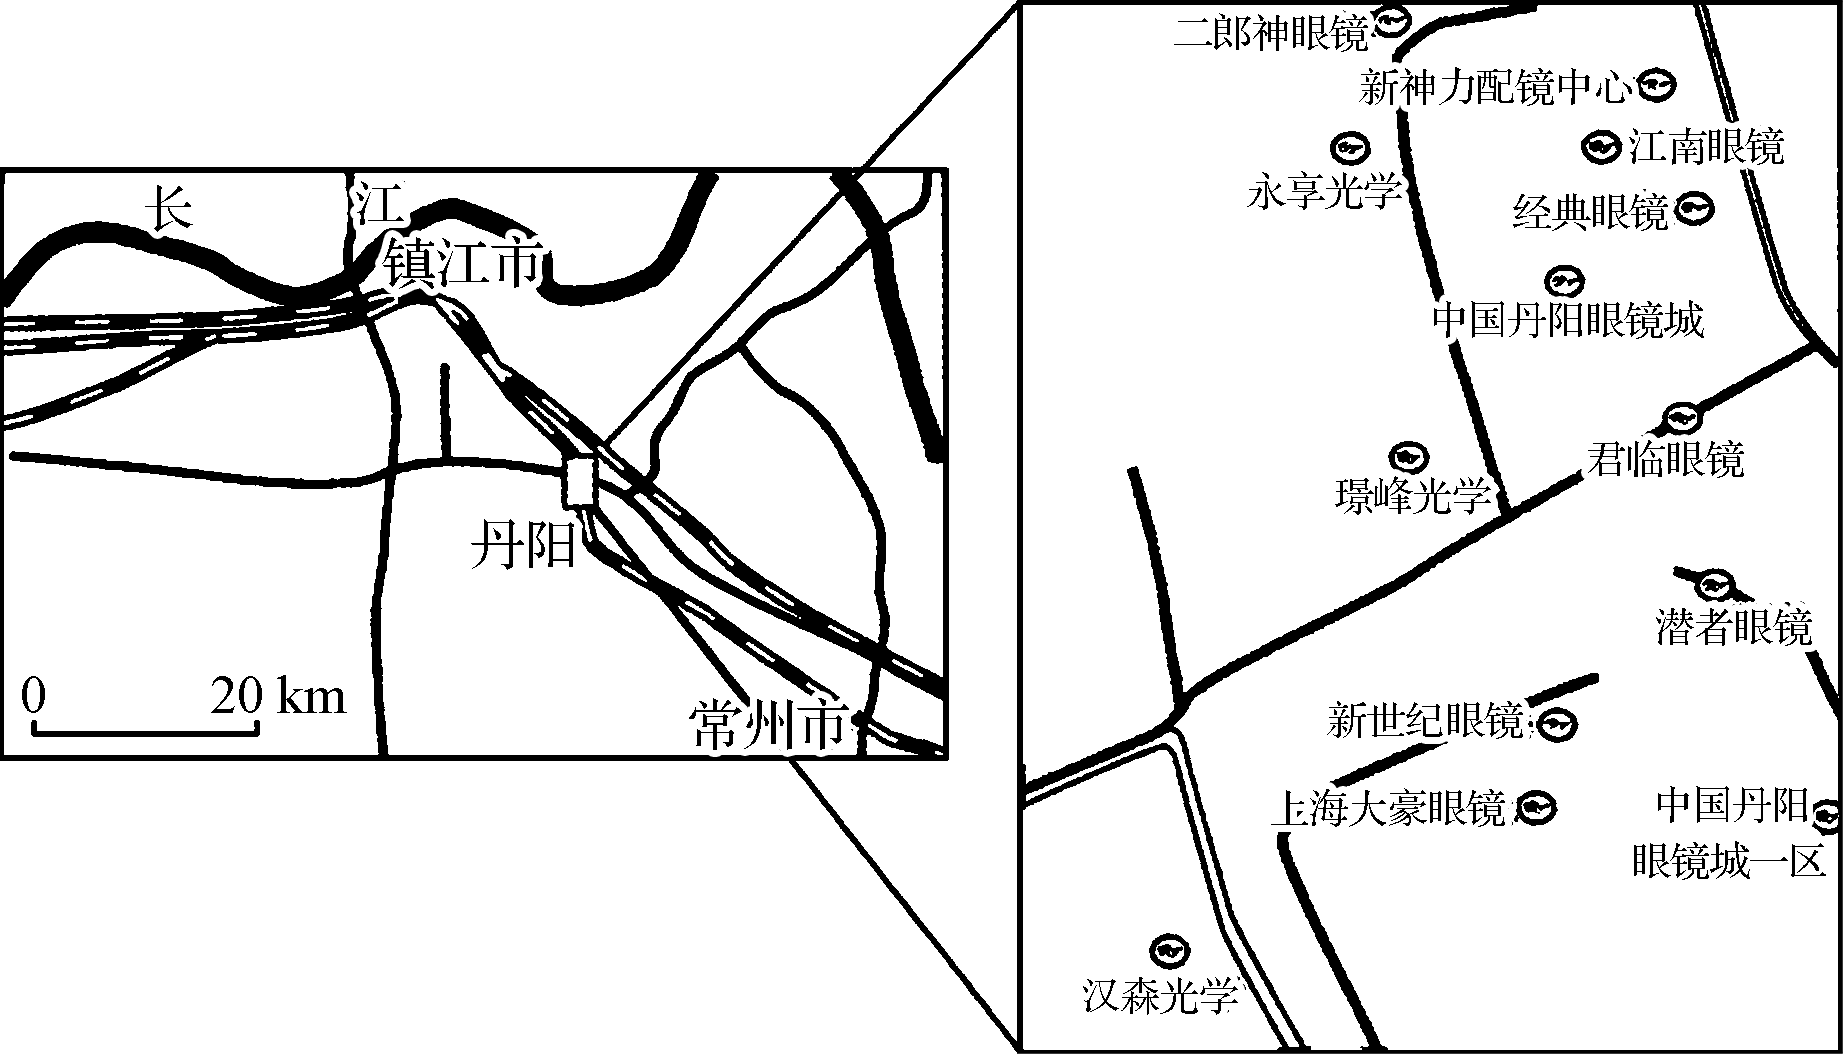 长
江
镇江市
丹阳
常州市
0 20 km
二郎神眼镜
新神力配镜中心
江南眼镜
永享光学
经典眼镜
中国丹阳眼镜城
君临眼镜
璟峰光学
潜者眼镜
新世纪眼镜
上海大豪眼镜
中国丹阳
眼镜城一区
汉森光学